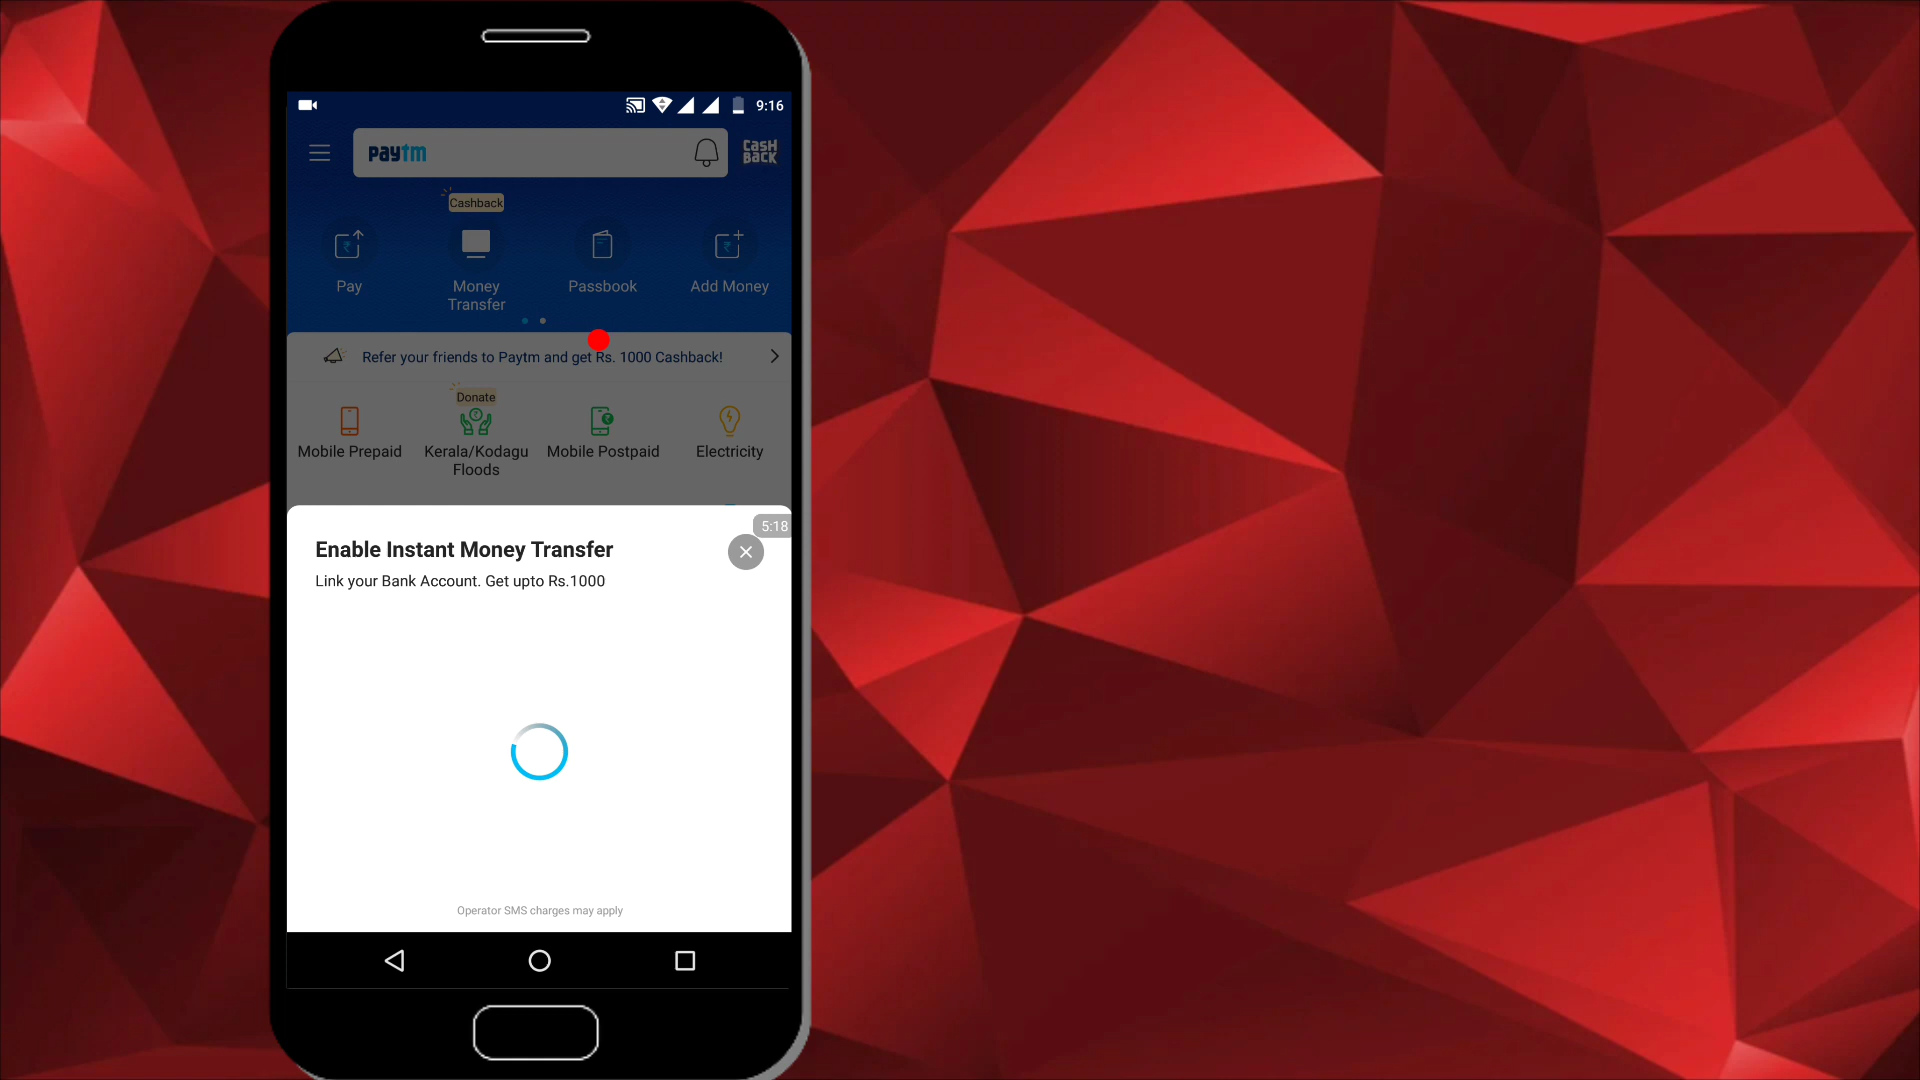 9:16
paytm
CASH
BACK
Cashback
Pay
Money
Transfer
Passbook
Add Money
Refer your friends to Paytm and get Rs. 1000 Cashback!
Donate
Mobile Prepaid
Kerala/Kodagu
Floods
Mobile Postpaid
Electricity
5:18
Enable Instant Money Transfer
Link your Bank Account. Get upto Rs.1000
Operator SMS charges may apply